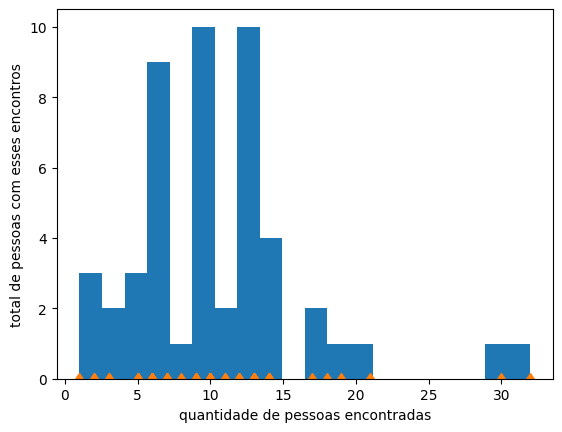 total de pessoas com esses encontros
10
8
6
4
2
0
0 5 10 15 20 25 30
quantidade de pessoas encontradas